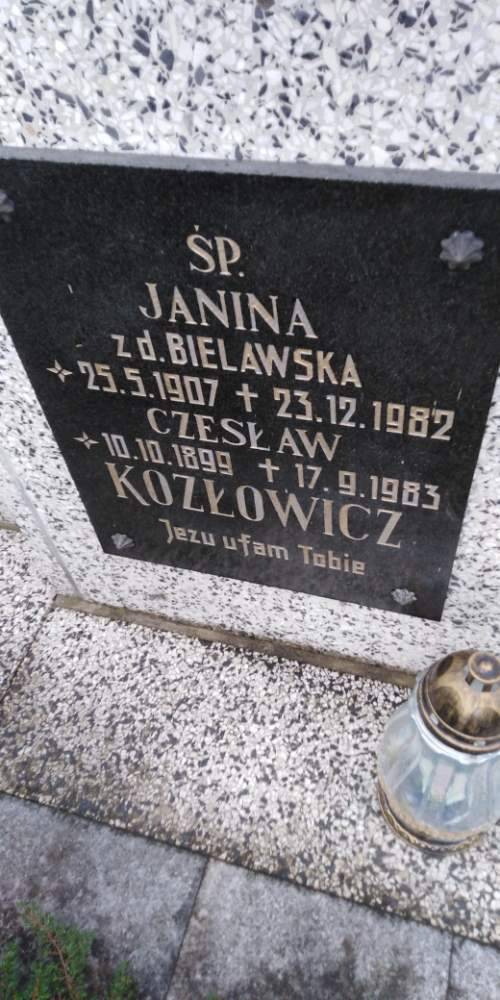 ŚP.
JANINA
z d. BIELAWSKA
25.5.1907 + 23.12.1982
CZESŁAW
10.10.1899 + 17.9.1983
KOZŁOWICZ
Jezu ufam Tobie